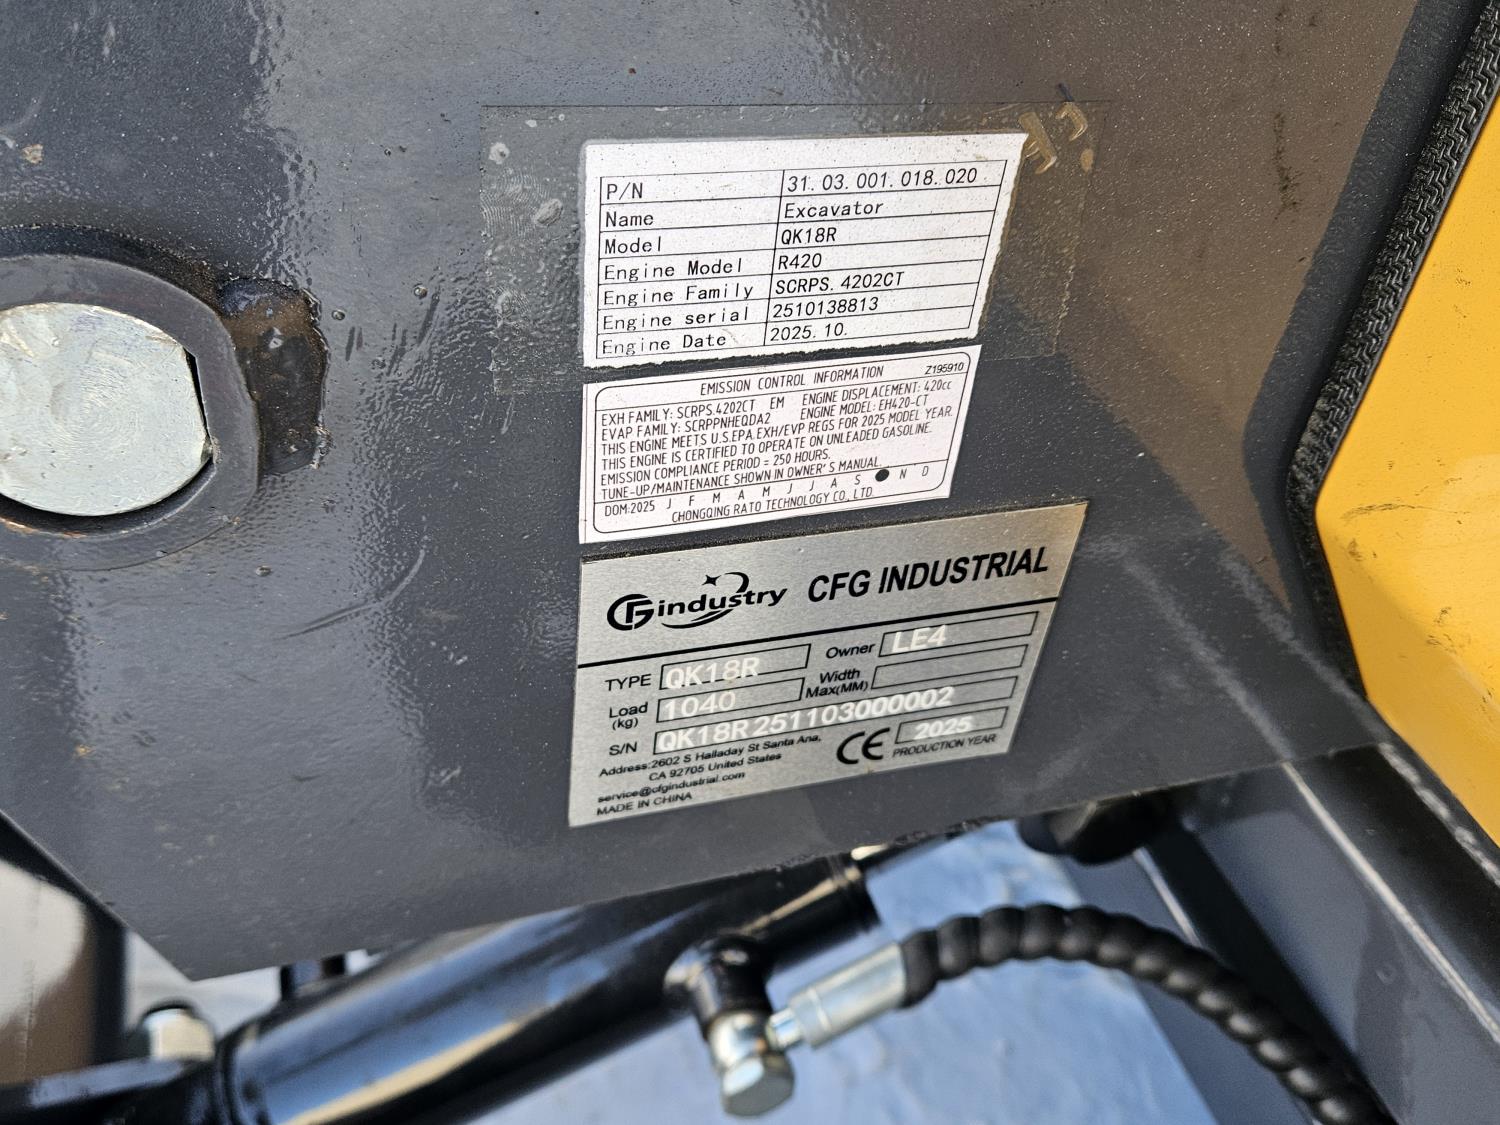 P/N 31. 03. 001. 018. 020
Name Excavator
Model QK18R
Engine Model R420
Engine Family SCRPS. 4202CT
Engine serial 2510138813
Engine Date 2025. 10.
EMISSION CONTROL INFORMATION Z195910
EXH FAMILY: SCRPS.4202CT EM ENGINE DISPLACEMENT: 420cc
EVAP FAMILY: SCRPPNHEQDA2 ENGINE MODEL: EH420-CT
THIS ENGINE MEETS U.S.EPA EXH/EVP REGS FOR 2025 MODEL YEAR.
THIS ENGINE IS CERTIFIED TO OPERATE ON UNLEADED GASOLINE.
EMISSION COMPLIANCE PERIOD = 250 HOURS.
TUNE-UP/MAINTENANCE SHOWN IN OWNER'S MANUAL.
DOM:2025 J F M A M J J A S N D
CHONGQING RATO TECHNOLOGY CO., LTD.
CFG industry CFG INDUSTRIAL
TYPE QK18R Owner LE4
Load (kg) 1040 Width Max(MM)
S/N QK18R251103000002
Address:2602 S Halladay St Santa Ana,
CA 92705 United States
CE 2025
PRODUCTION YEAR
service@cfgindustrial.com
MADE IN CHINA